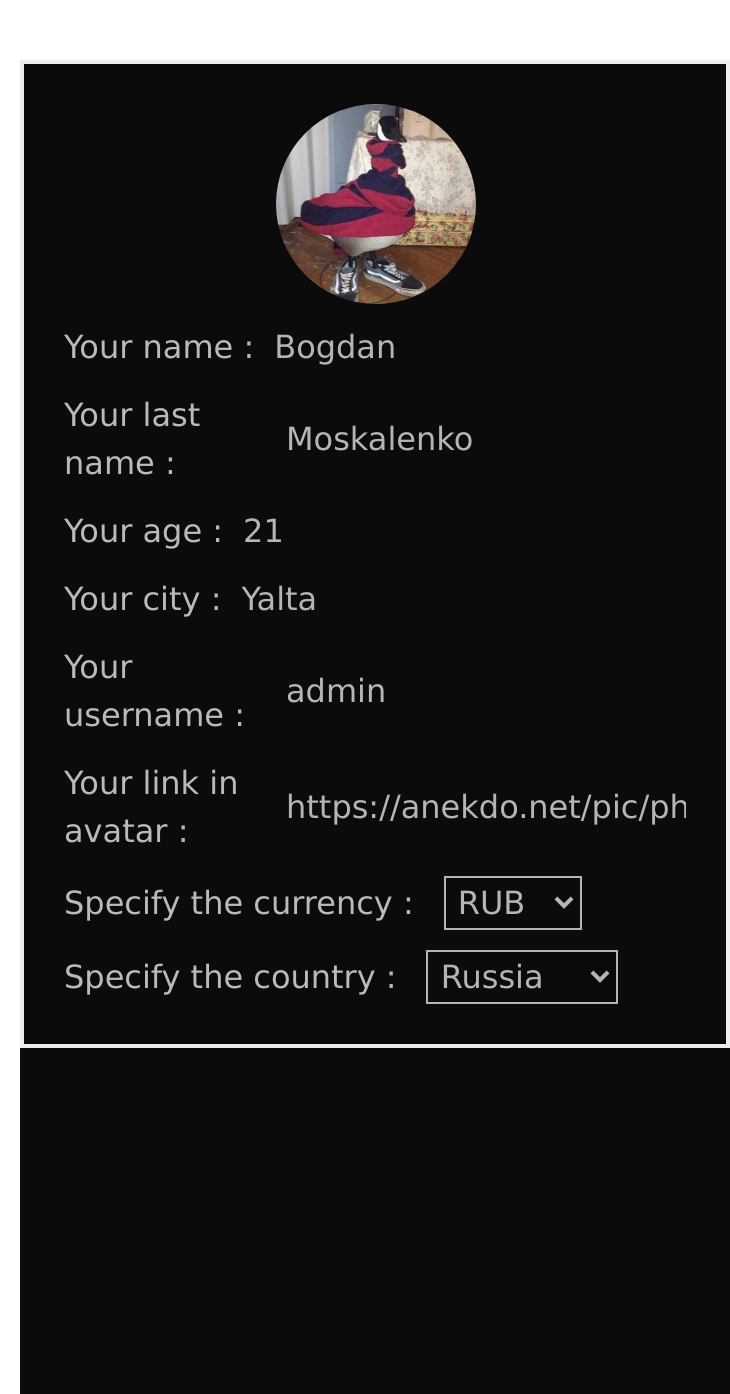 Your name : Bogdan
Your last
name : Moskalenko
Your age : 21
Your city : Yalta
Your
username : admin
Your link in
avatar : https://anekdo.net/pic/ph
Specify the currency : RUB
Specify the country : Russia